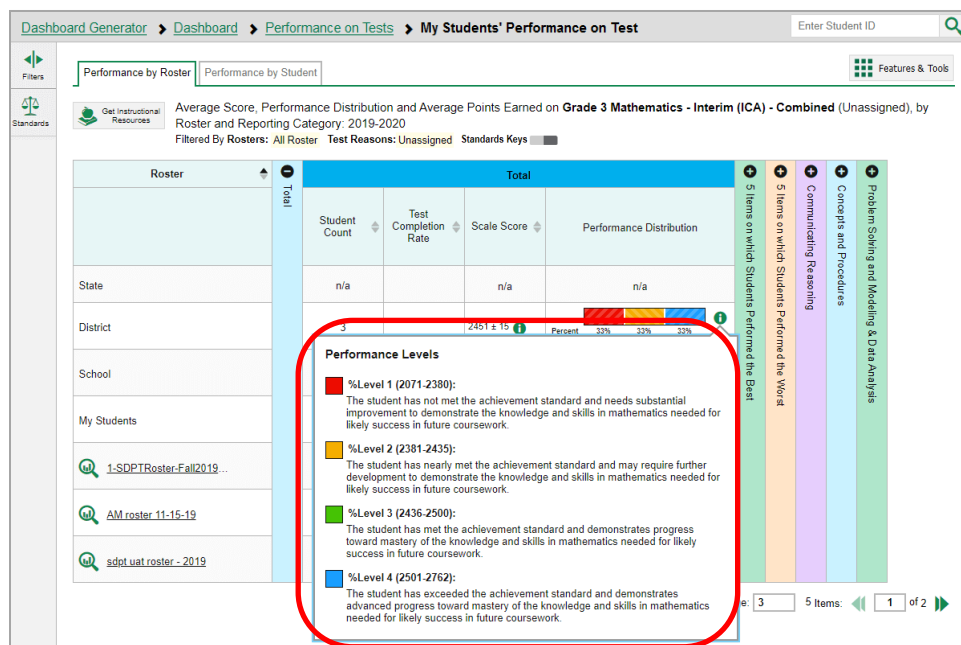 Dashboard Generator > Dashboard > Performance on Tests > My Students' Performance on Test
Enter Student ID
Filters
Standards
Performance by Roster
Performance by Student
Features & Tools
Get Instructional
Resources
Average Score, Performance Distribution and Average Points Earned on Grade 3 Mathematics - Interim (ICA) - Combined (Unassigned), by
Roster and Reporting Category: 2019-2020
Filtered By Rosters: All Roster Test Reasons: Unassigned Standards Keys
Roster
Total
Total
Student
Count
Test
Completion
Rate
Scale Score
Performance Distribution
5 Items on which Students Performed the Best
5 Items on which Students Performed the Worst
Communicating Reasoning
Concepts and Procedures
Problem Solving and Modeling & Data Analysis
State
n/a
n/a
n/a
District
3
2451 ± 15
Percent 33% 33% 33%
School
My Students
1-SDPTRoster-Fall2019...
AM roster 11-15-19
sdpt uat roster - 2019
Performance Levels
%Level 1 (2071-2380):
The student has not met the achievement standard and needs substantial
improvement to demonstrate the knowledge and skills in mathematics needed for
likely success in future coursework.
%Level 2 (2381-2435):
The student has nearly met the achievement standard and may require further
development to demonstrate the knowledge and skills in mathematics needed for
likely success in future coursework.
%Level 3 (2436-2500):
The student has met the achievement standard and demonstrates progress
toward mastery of the knowledge and skills in mathematics needed for likely
success in future coursework.
%Level 4 (2501-2762):
The student has exceeded the achievement standard and demonstrates
advanced progress toward mastery of the knowledge and skills in mathematics
needed for likely success in future coursework.
e: 3 5 Items: 1 of 2